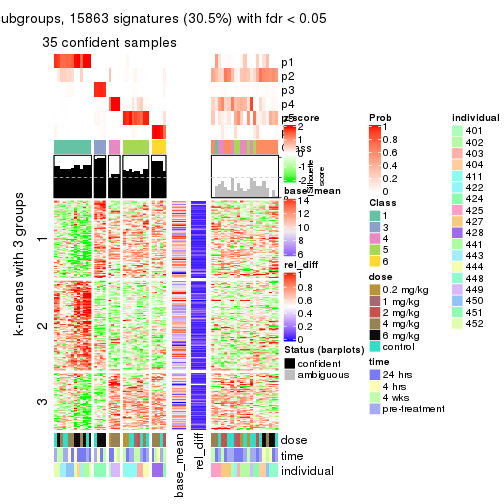 ubgroups, 15863 signatures (30.5%) with fdr < 0.05
35 confident samples
p1
p2
p3
p4
p5
k-means with 3 groups
1
2
3
z-score
2
1
0
-1
-2
Silhouette
score
base_mean
14
12
10
8
6
rel_diff
1
0.8
0.6
0.4
0.2
0
Status (barplots)
confident
ambiguous
Prob
1
0.8
0.6
0.4
0.2
0
Class
1
3
4
5
6
dose
0.2 mg/kg
1 mg/kg
2 mg/kg
4 mg/kg
6 mg/kg
control
time
24 hrs
4 hrs
4 wks
pre-treatment
individual
401
402
403
404
411
422
424
425
427
428
441
443
444
448
449
450
451
452
dose
time
individual
base_mean
rel_diff